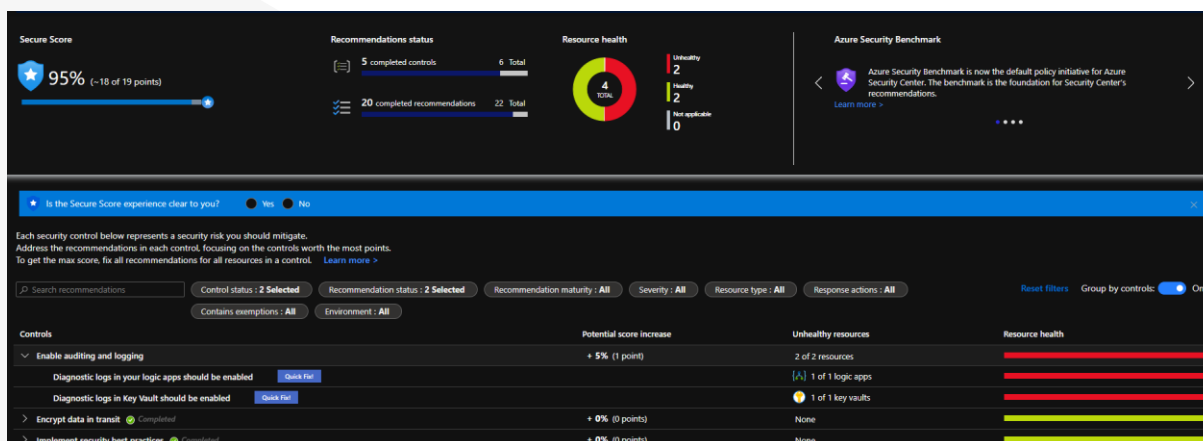 Secure Score
95% (~18 of 19 points)
Recommendations status
5 completed controls 6 Total
20 completed recommendations 22 Total
Resource health
4
TOTAL
Unhealthy
2
Healthy
2
Not applicable
0
Azure Security Benchmark
Azure Security Benchmark is now the default policy initiative for Azure
Security Center. The benchmark is the foundation for Security Center's
recommendations.
Learn more >
Is the Secure Score experience clear to you? Yes No
Each security control below represents a security risk you should mitigate.
Address the recommendations in each control, focusing on the controls worth the most points.
To get the max score, fix all recommendations for all resources in a control. Learn more >
Search recommendations Control status : 2 Selected Recommendation status : 2 Selected Recommendation maturity : All Severity : All Resource type : All Response actions : All Reset filters Group by controls: On
Contains exemptions : All Environment : All
Controls Potential score increase Unhealthy resources Resource health
Enable auditing and logging + 5% (1 point) 2 of 2 resources
Diagnostic logs in your logic apps should be enabled Quick Fix! 1 of 1 logic apps
Diagnostic logs in Key Vault should be enabled Quick Fix! 1 of 1 key vaults
Encrypt data in transit Completed + 0% (0 points) None
Implement security best practices Completed + 0% (0 points) None